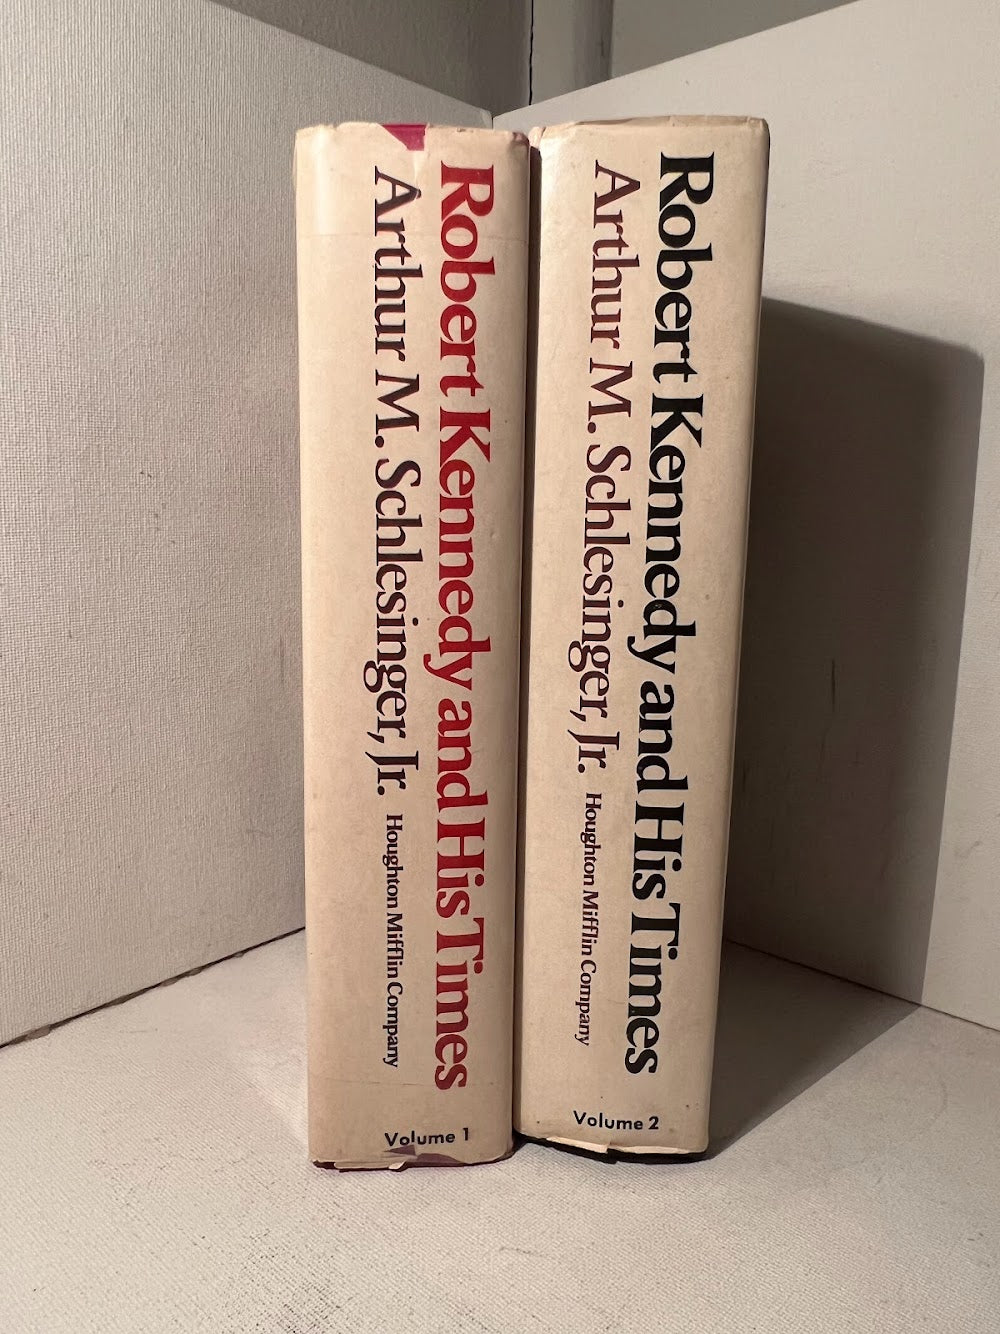 Robert Kennedy and His Times
Arthur M. Schlesinger, Jr. Houghton Mifflin Company
Volume 1
Robert Kennedy and His Times
Arthur M. Schlesinger, Jr. Houghton Mifflin Company
Volume 2